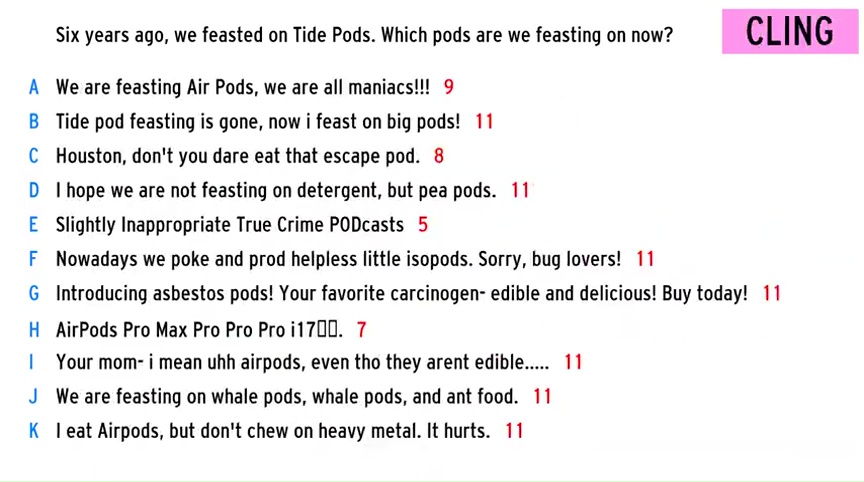 Six years ago, we feasted on Tide Pods. Which pods are we feasting on now?
CLING
A We are feasting Air Pods, we are all maniacs!!! 9
B Tide pod feasting is gone, now i feast on big pods! 11
C Houston, don't you dare eat that escape pod. 8
D I hope we are not feasting on detergent, but pea pods. 11
E Slightly Inappropriate True Crime PODcasts 5
F Nowadays we poke and prod helpless little isopods. Sorry, bug lovers! 11
G Introducing asbestos pods! Your favorite carcinogen- edible and delicious! Buy today! 11
H AirPods Pro Max Pro Pro Pro i17▯▯. 7
I Your mom- i mean uhh airpods, even tho they arent edible..... 11
J We are feasting on whale pods, whale pods, and ant food. 11
K I eat Airpods, but don't chew on heavy metal. It hurts. 11